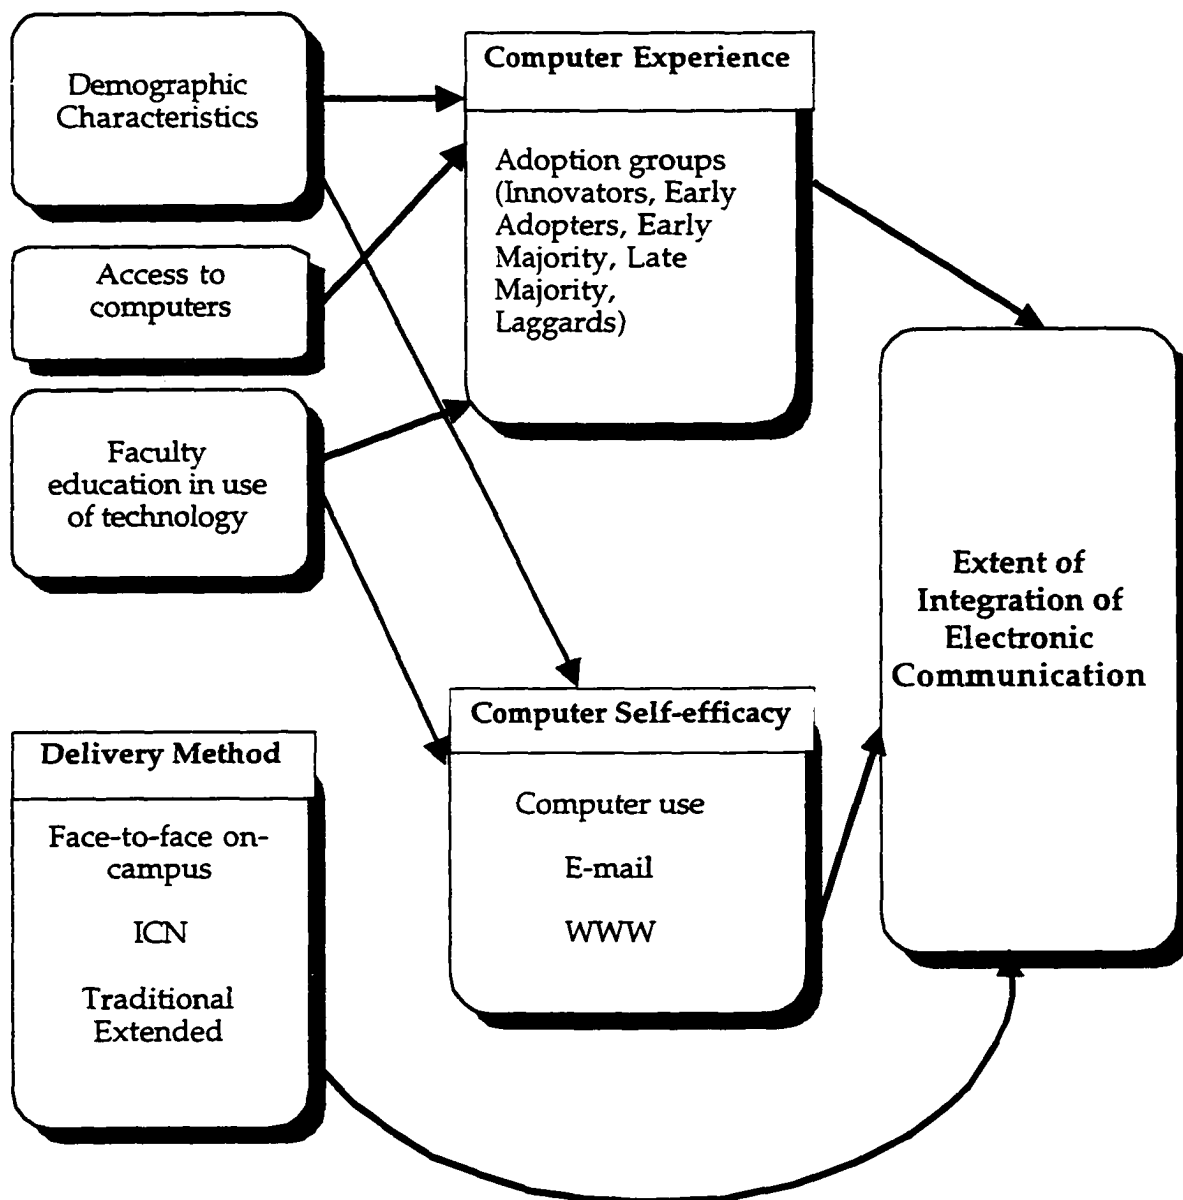 Demographic
Characteristics
Access to
computers
Faculty
education in use
of technology
Delivery Method
Face-to-face on-
campus
ICN
Traditional
Extended
Computer Experience
Adoption groups
(Innovators, Early
Adopters, Early
Majority, Late
Majority,
Laggards)
Computer Self-efficacy
Computer use
E-mail
WWW
Extent of
Integration of
Electronic
Communication